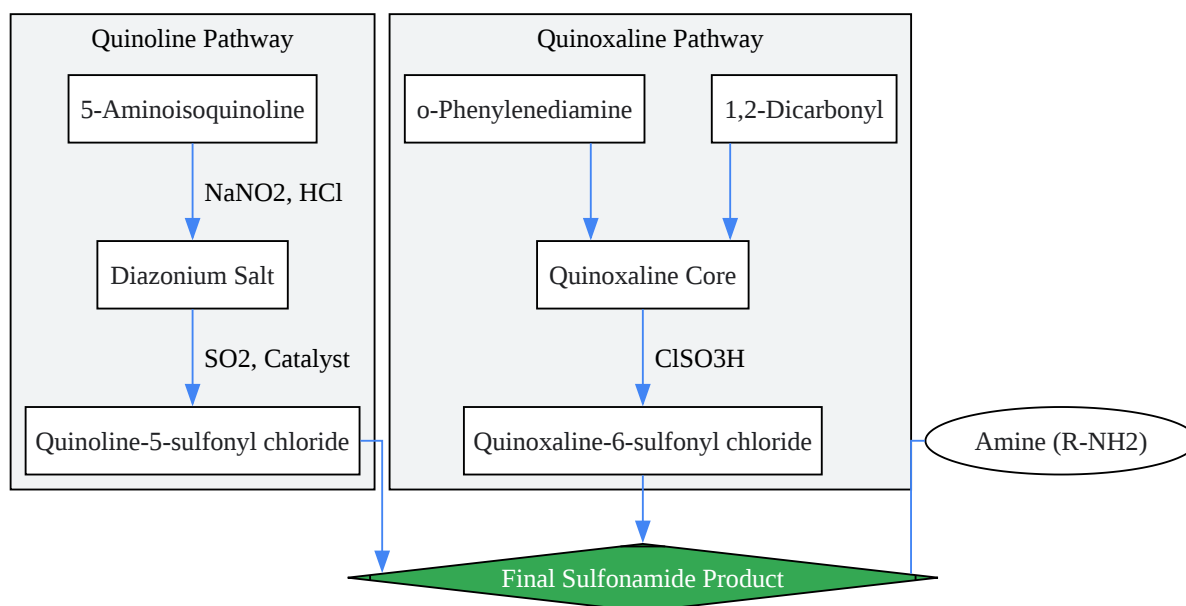 Quinoline Pathway
Quinoxaline Pathway
5-Aminoisoquinoline
o-Phenylenediamine
1,2-Dicarbonyl
NaNO2, HCl
Diazonium Salt
Quinoxaline Core
SO2, Catalyst
ClSO3H
Quinoline-5-sulfonyl chloride
Quinoxaline-6-sulfonyl chloride
Amine (R-NH2)
Final Sulfonamide Product